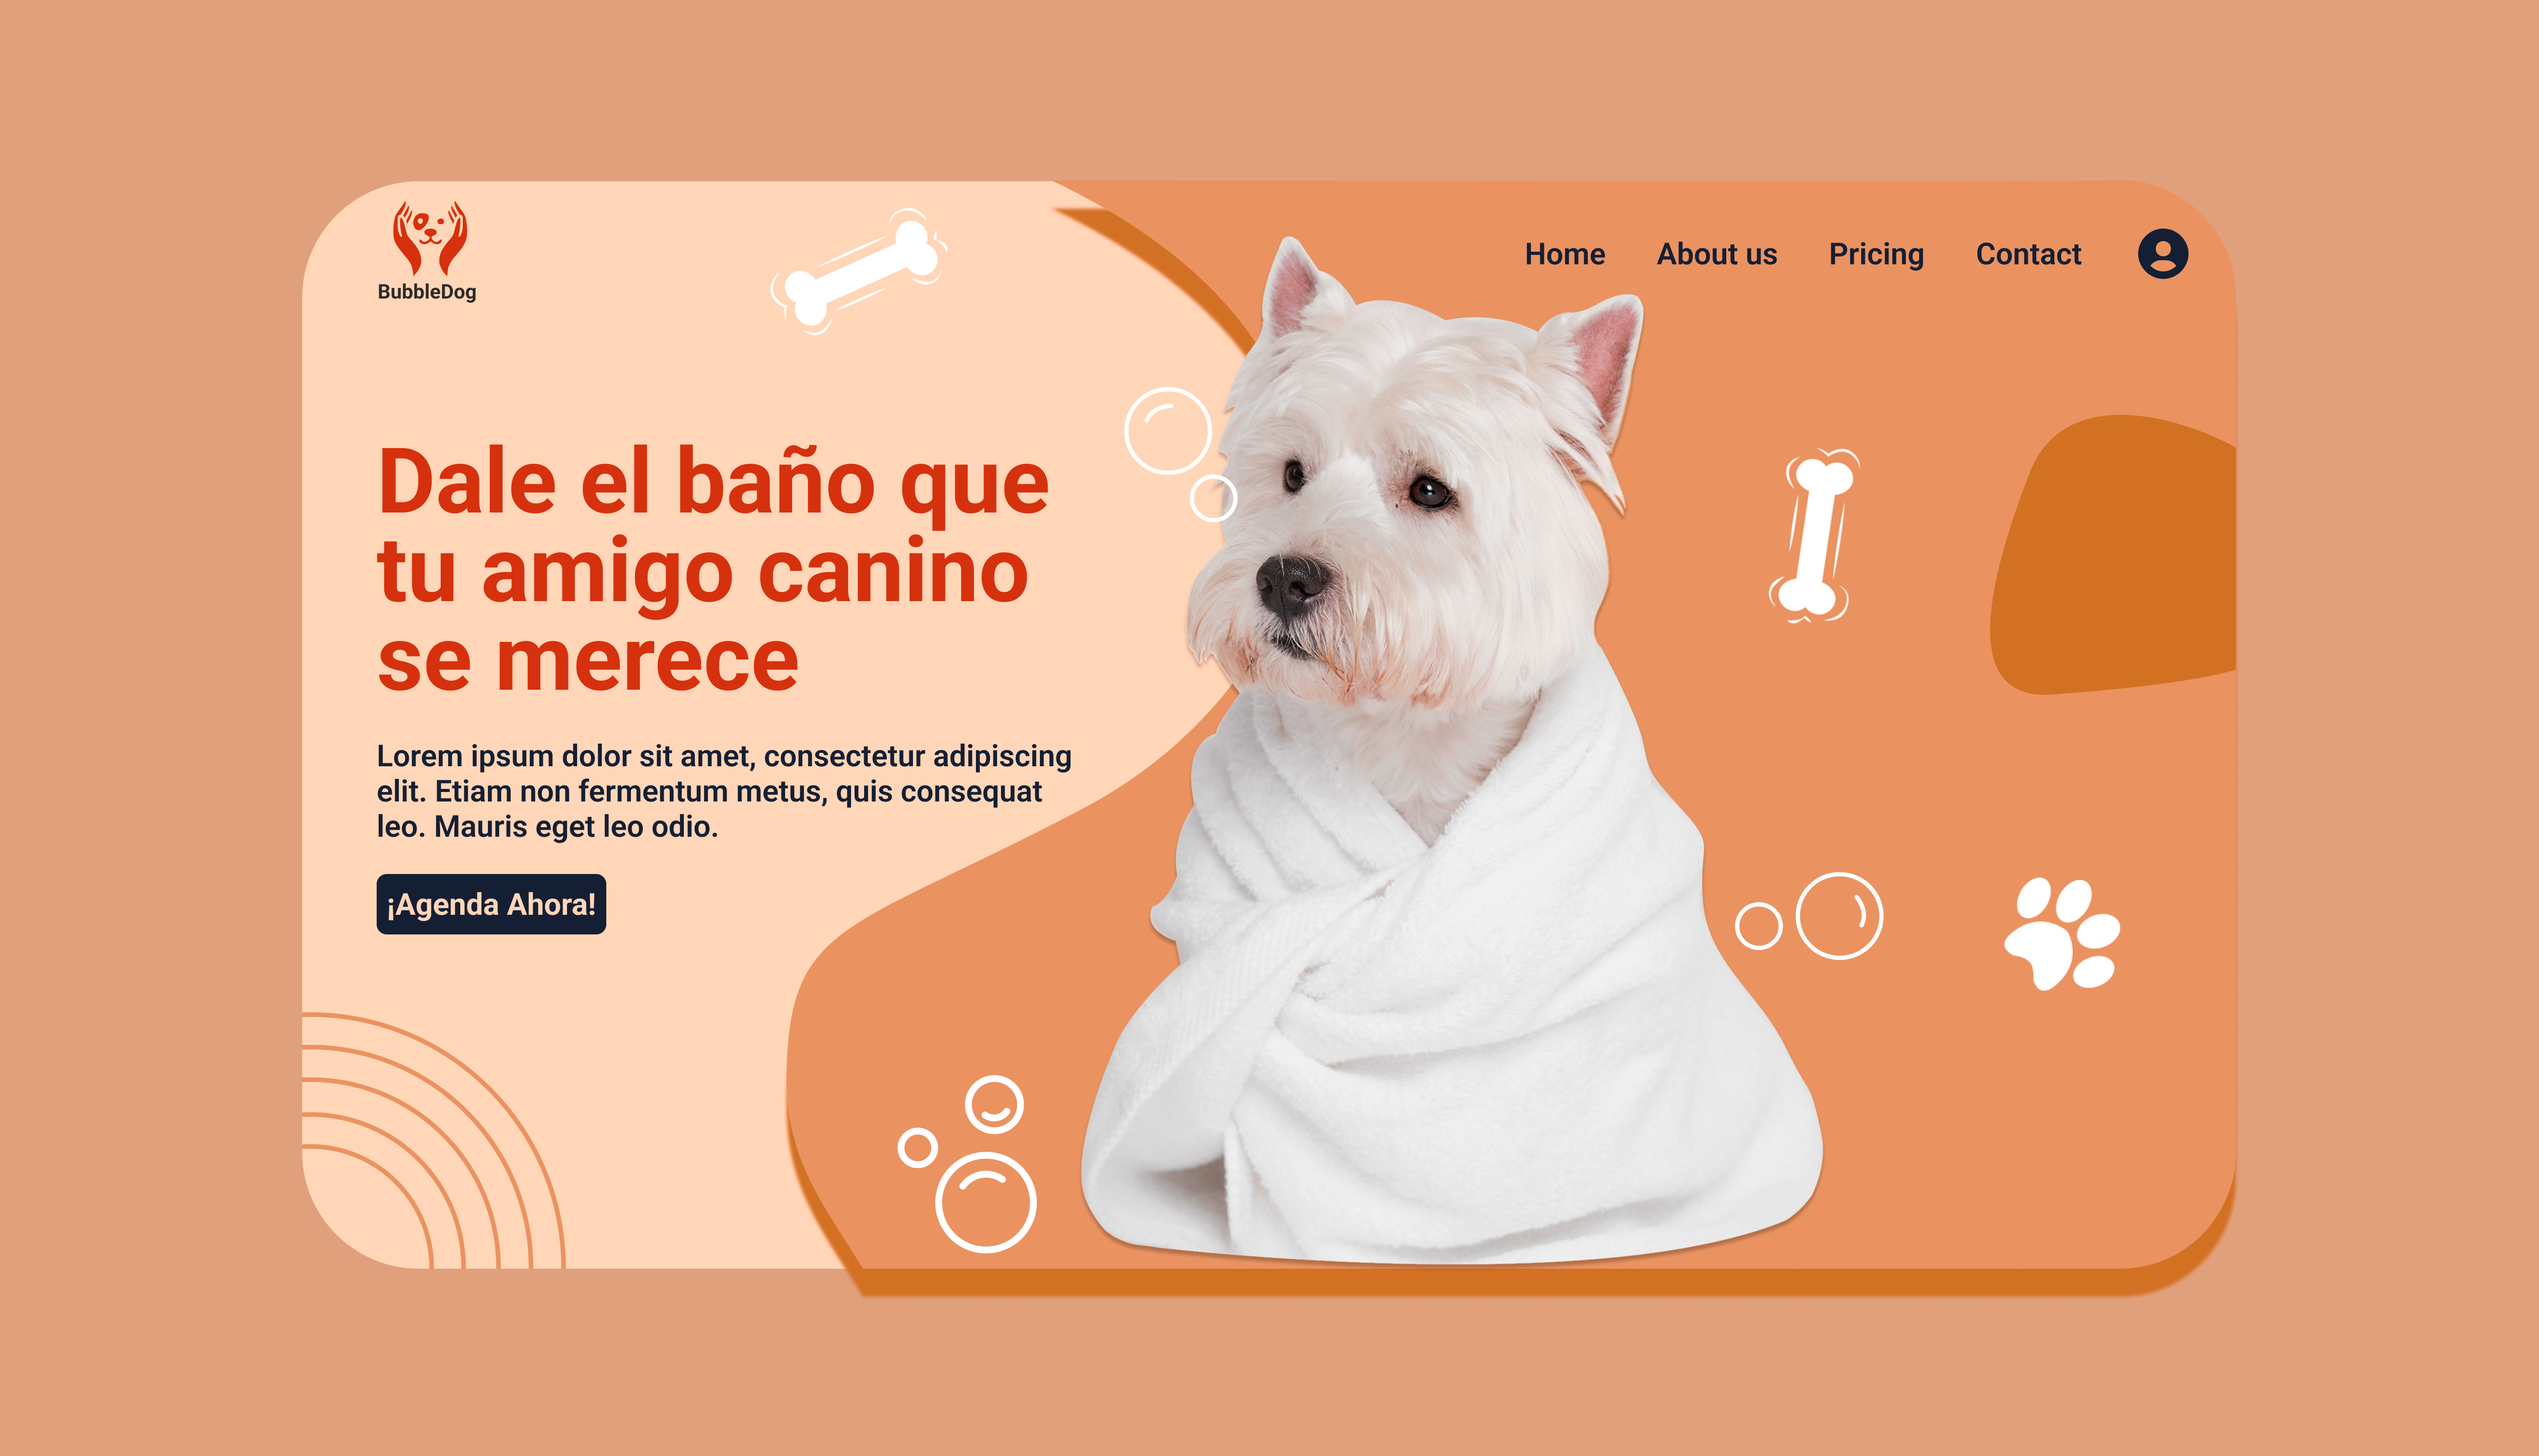 BubbleDog
Home About us Pricing Contact
Dale el baño que
tu amigo canino
se merece
Lorem ipsum dolor sit amet, consectetur adipiscing
elit. Etiam non fermentum metus, quis consequat
leo. Mauris eget leo odio.
¡Agenda Ahora!